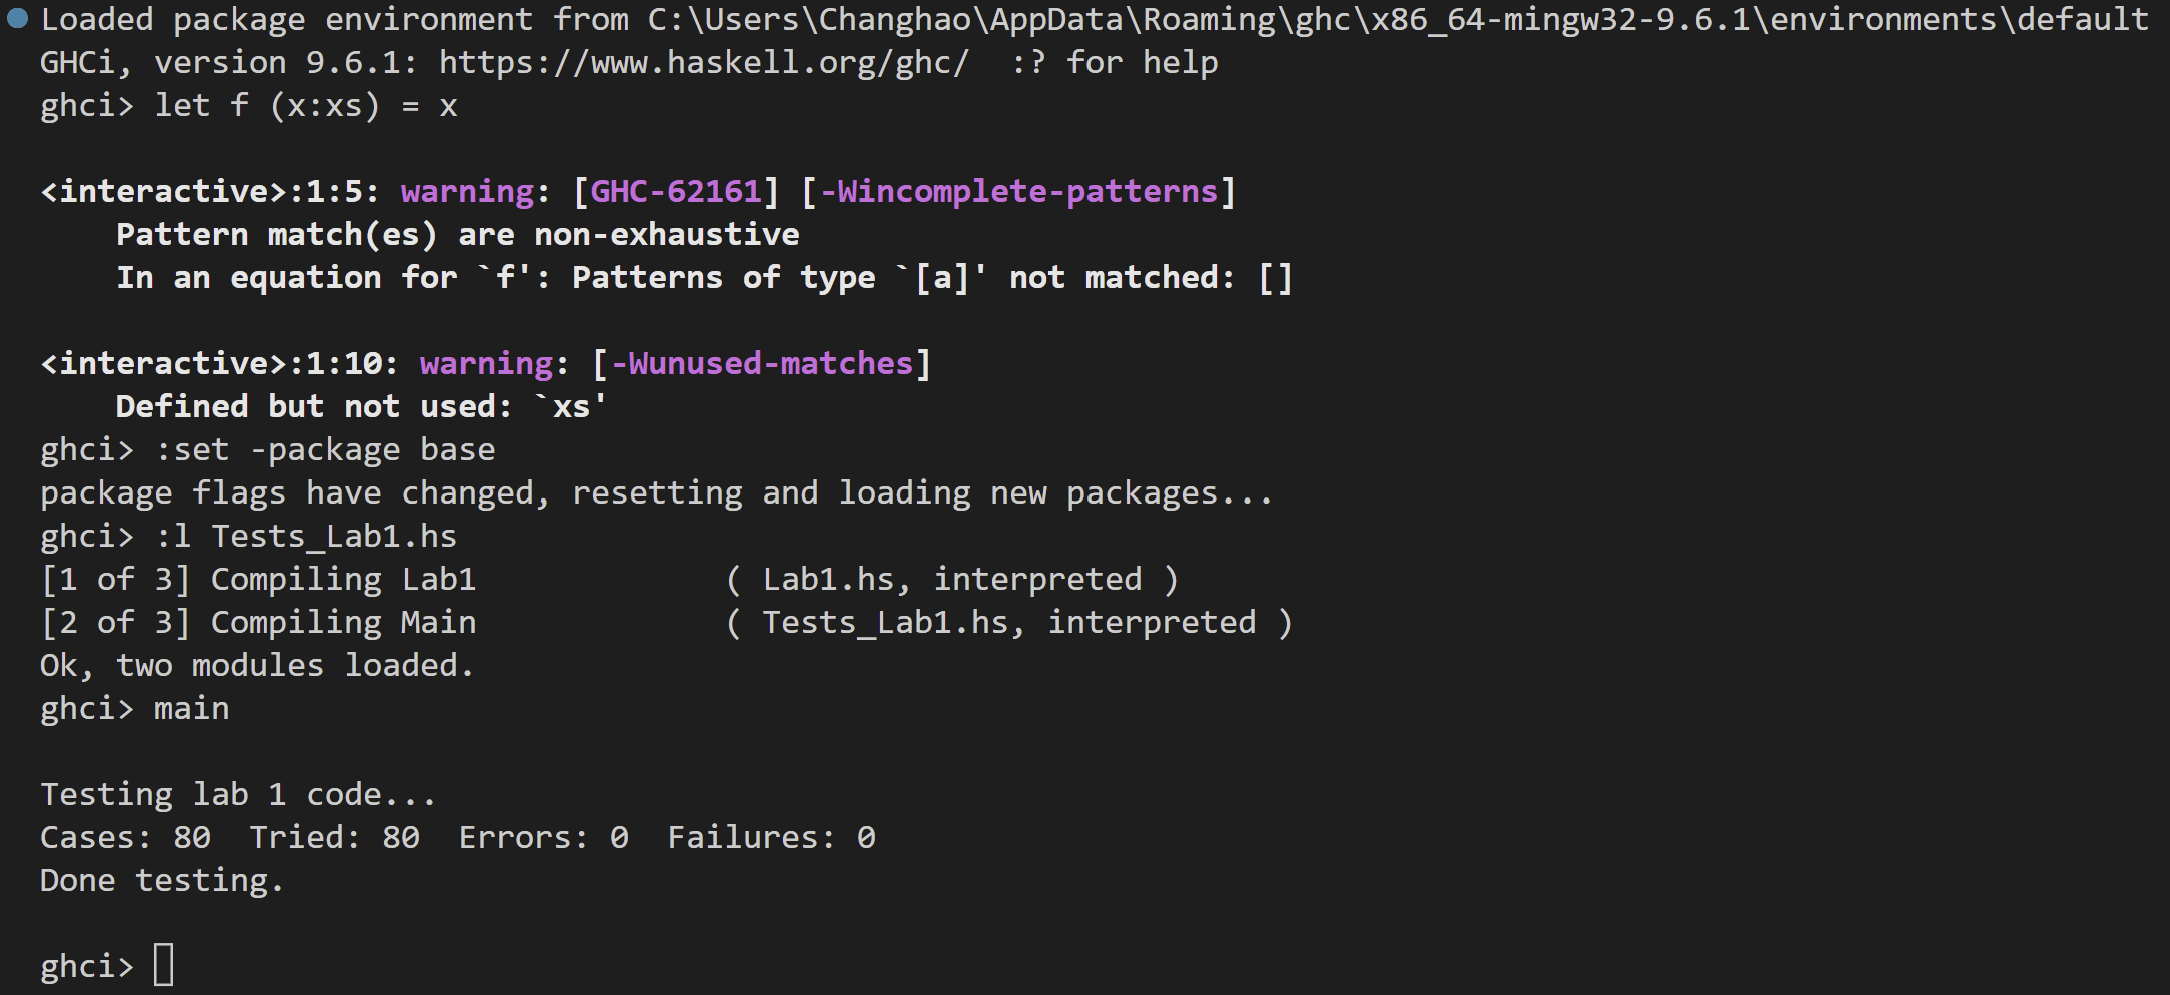 Loaded package environment from C:\Users\Changhao\AppData\Roaming\ghc\x86_64-mingw32-9.6.1\environments\default
GHCi, version 9.6.1: https://www.haskell.org/ghc/  :? for help
ghci> let f (x:xs) = x

<interactive>:1:5: warning: [GHC-62161] [-Wincomplete-patterns]
    Pattern match(es) are non-exhaustive
    In an equation for `f': Patterns of type `[a]' not matched: []

<interactive>:1:10: warning: [-Wunused-matches]
    Defined but not used: `xs'
ghci> :set -package base
package flags have changed, resetting and loading new packages...
ghci> :l Tests_Lab1.hs
[1 of 3] Compiling Lab1             ( Lab1.hs, interpreted )
[2 of 3] Compiling Main             ( Tests_Lab1.hs, interpreted )
Ok, two modules loaded.
ghci> main

Testing lab 1 code...
Cases: 80  Tried: 80  Errors: 0  Failures: 0
Done testing.

ghci>